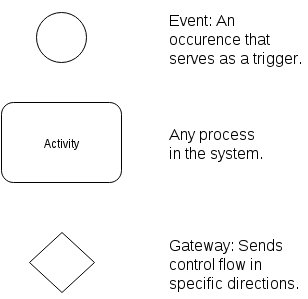 Event: An
occurence that
serves as a trigger.
Activity
Any process
in the system.
Gateway: Sends
control flow in
specific directions.